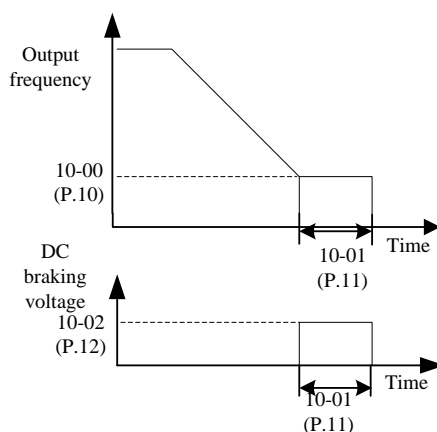 Output
frequency
10-00
(P.10)
Time
10-01
(P.11)
DC
braking
voltage
10-02
(P.12)
Time
10-01
(P.11)